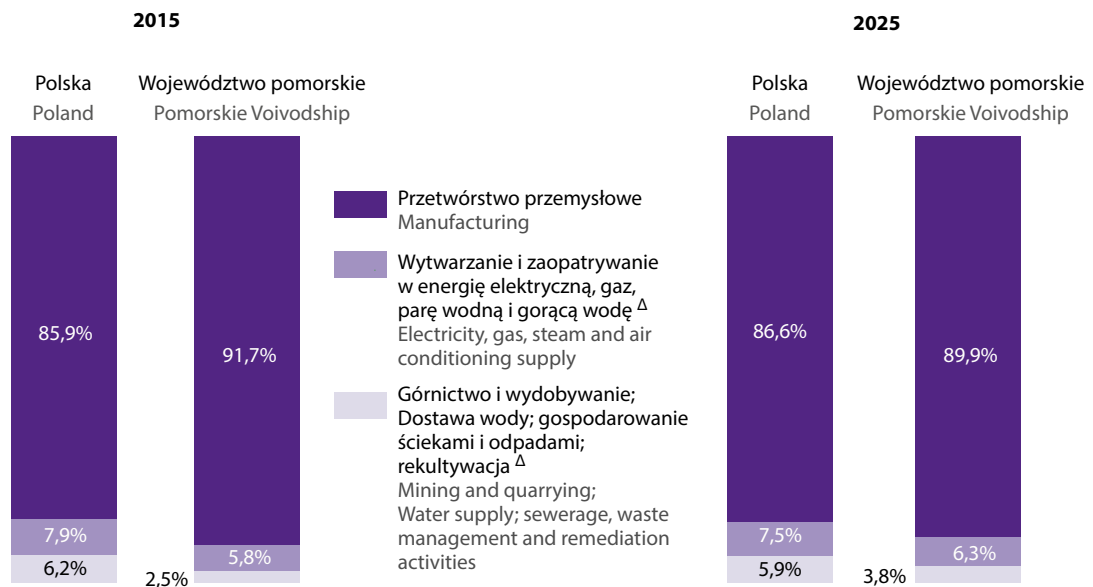 2015
Polska
Poland
Województwo pomorskie
Pomorskie Voivodship
85,9%
7,9%
6,2%
91,7%
5,8%
2,5%
Przetwórstwo przemysłowe
Manufacturing
Wytwarzanie i zaopatrywanie
w energię elektryczną, gaz,
parę wodną i gorącą wodę Δ
Electricity, gas, steam and air
conditioning supply
Górnictwo i wydobywanie;
Dostawa wody; gospodarowanie
ściekami i odpadami;
rekultywacja Δ
Mining and quarrying;
Water supply; sewerage, waste
management and remediation
activities
2025
Polska
Poland
Województwo pomorskie
Pomorskie Voivodship
86,6%
7,5%
5,9%
89,9%
6,3%
3,8%